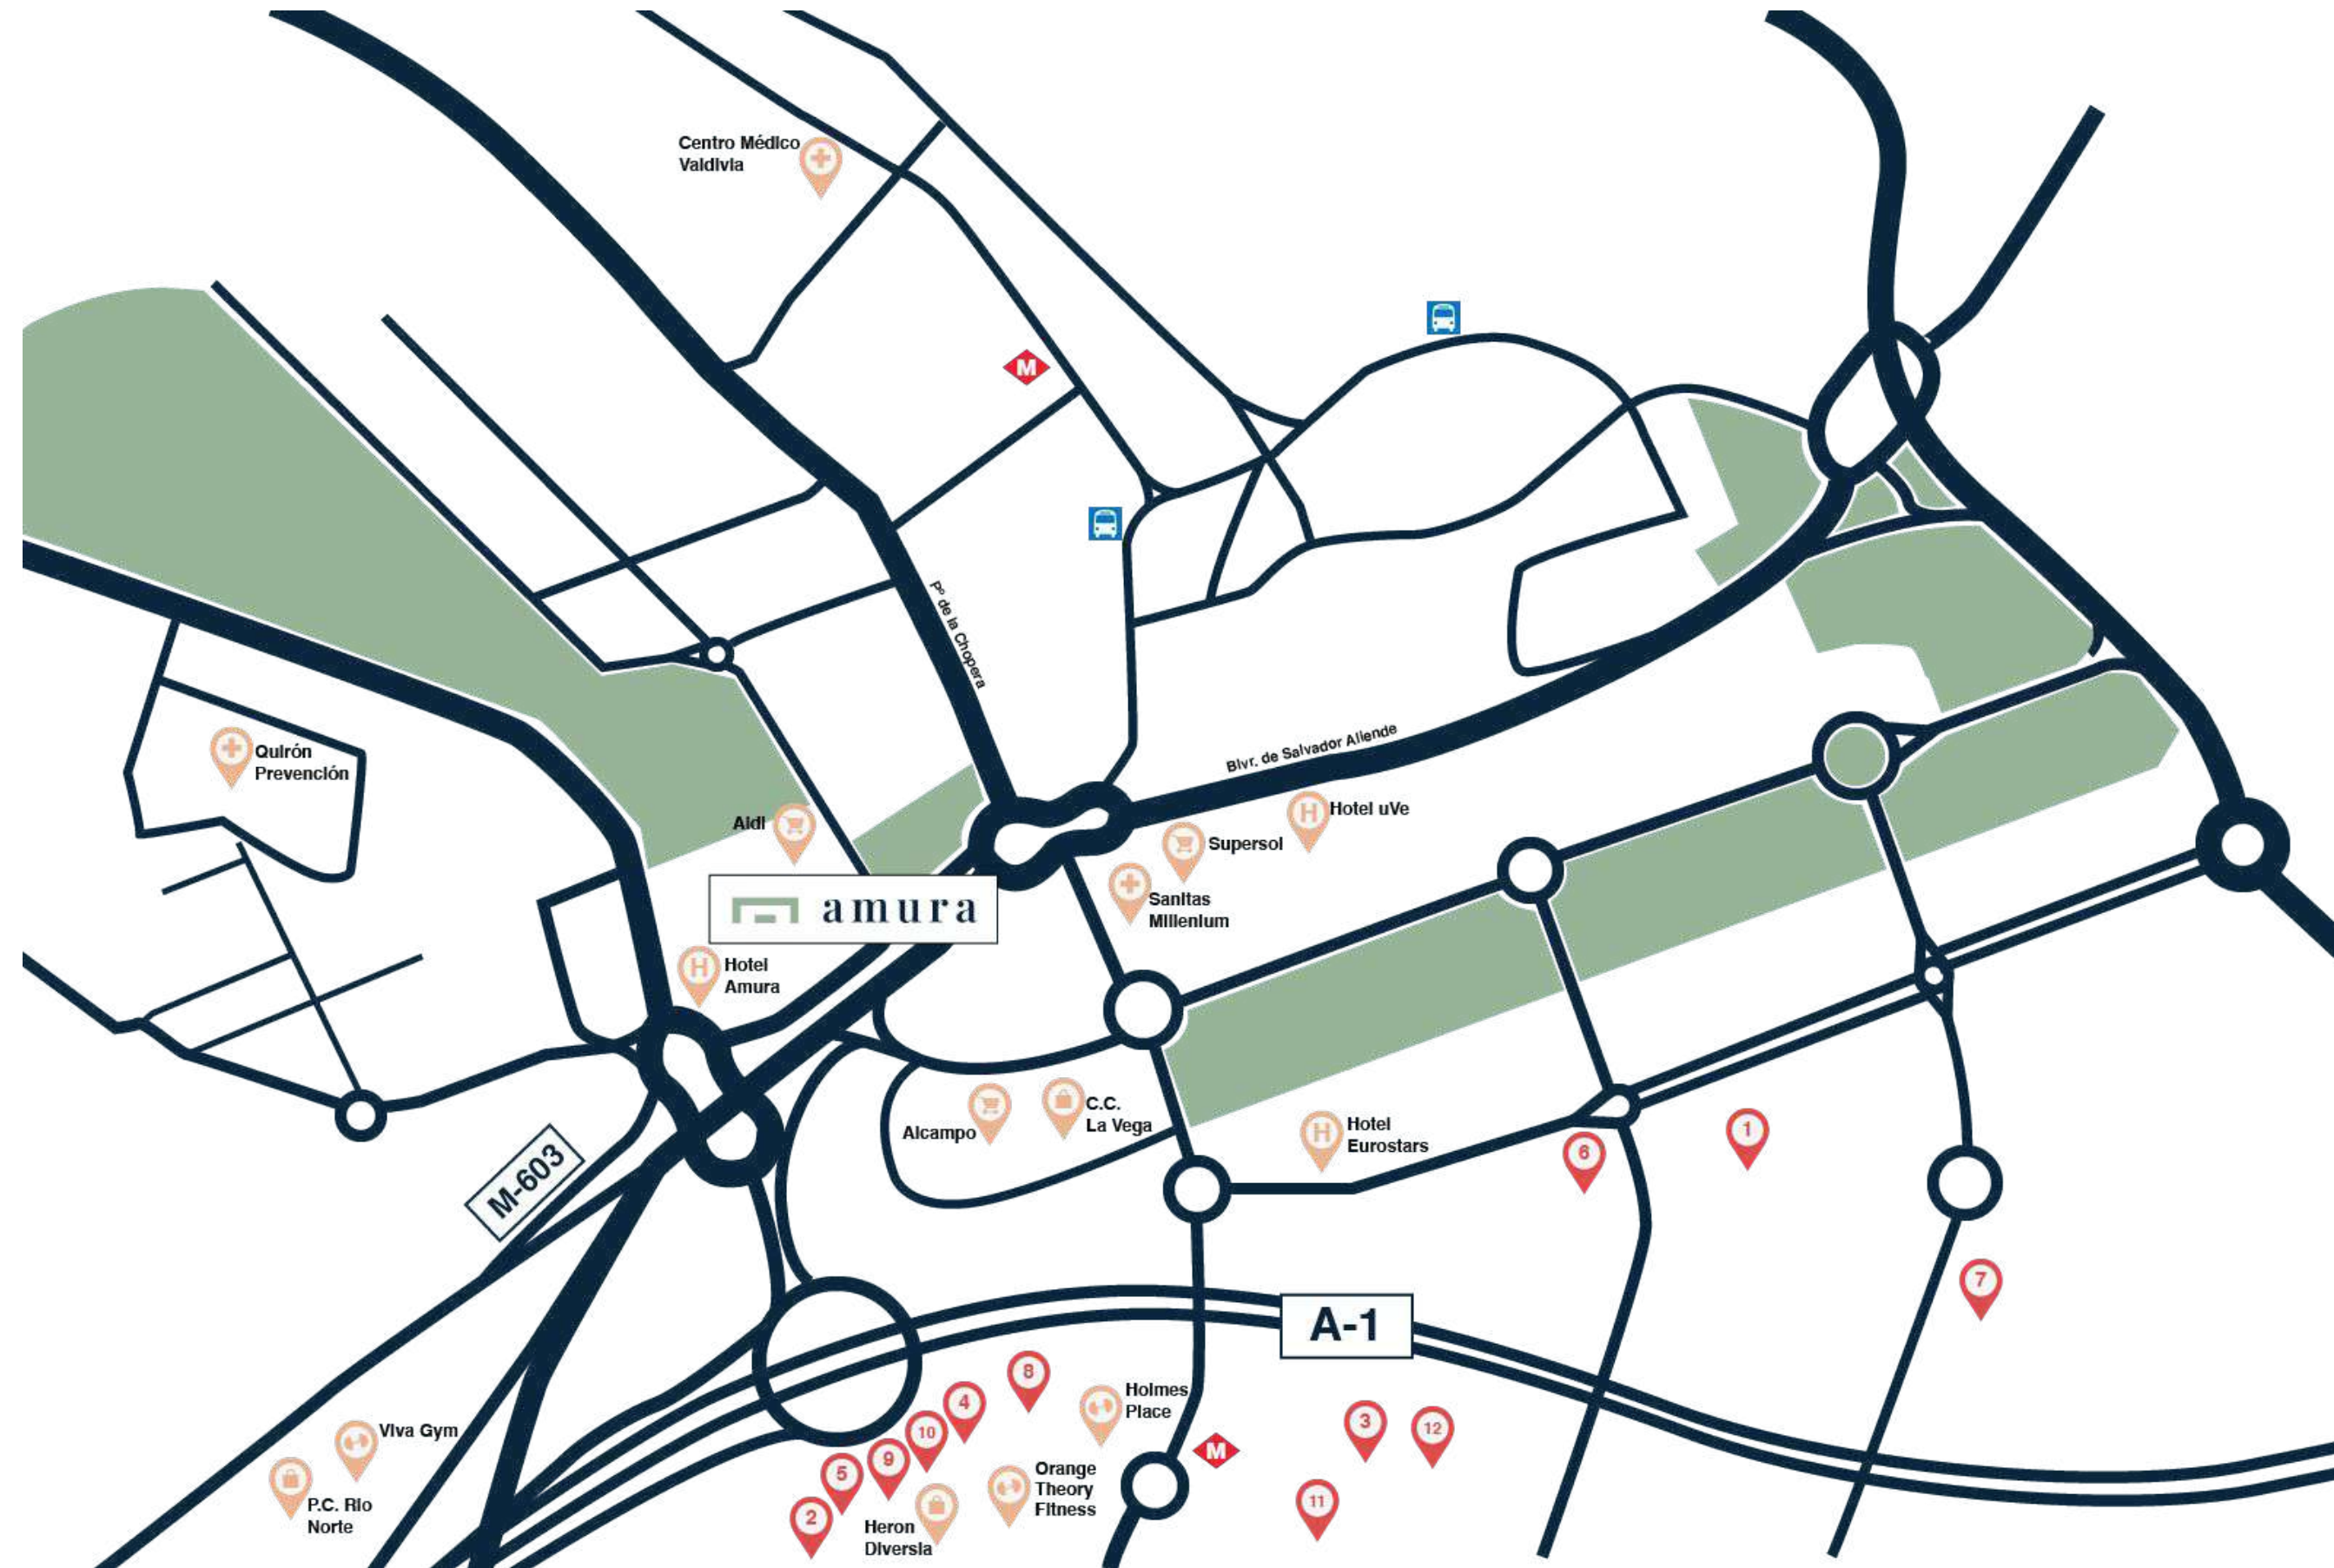 Centro Médico
Valdivia
M
Pº de la Chopera
Quirón
Prevención
Blvr. de Salvador Allende
Aldi
H
Hotel uVe
Supersol
Sanitas
Millenium
amura
H
Hotel
Amura
Alcampo
C.C.
La Vega
H
Hotel
Eurostars
6
1
M-603
7
A-1
8
4
10
9
5
2
Holmes
Place
3
12
M
11
Viva Gym
P.C. Rio
Norte
Orange
Theory
Fitness
Heron
Diversia